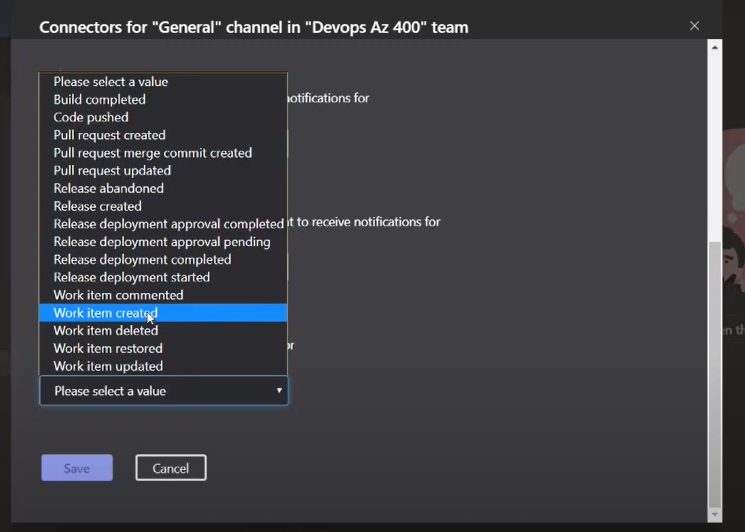 Connectors for "General" channel in "Devops Az 400" team
Please select a value
Build completed
notifications for
Code pushed
Pull request created
Pull request merge commit created
Pull request updated
Release abandoned
Release created
Release deployment approval completed
t to receive notifications for
Release deployment approval pending
Release deployment completed
Release deployment started
Work item commented
Work item created
Work item deleted
Work item restored
or
Work item updated
Please select a value
Save
Cancel